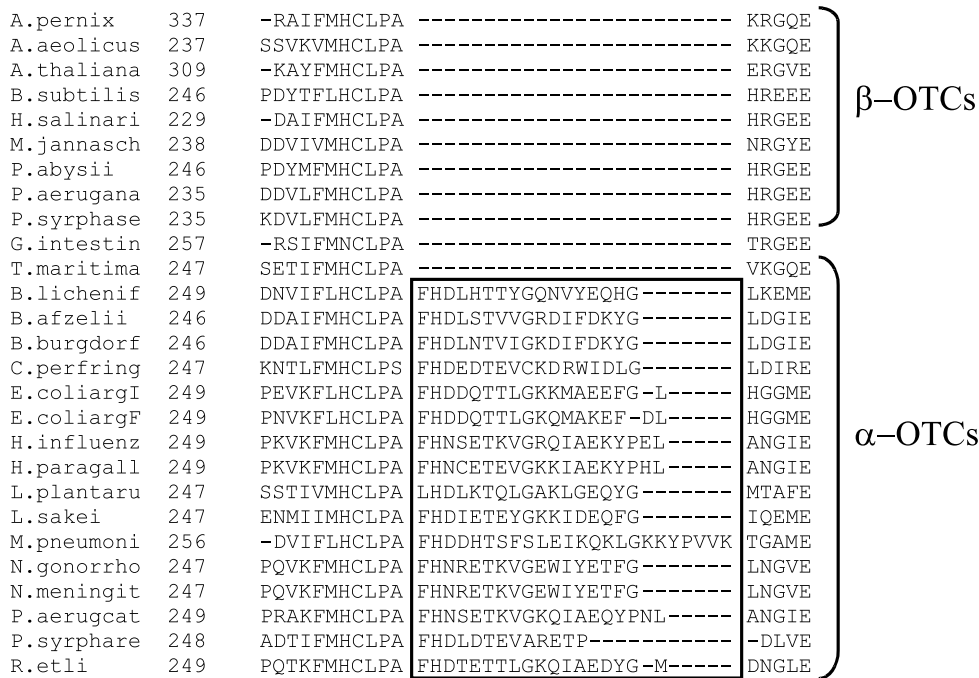 A.pernix 337 -RAIFMHCLPA-------------------------KRGQE
A.aeolicus 237 SSVKVMHCLPA-------------------------KKGQE
A.thaliana 309 -KAYFMHCLPA-------------------------ERGVE
B.subtilis 246 PDYTFLHCLPA-------------------------HREEE
β-OTCs
H.salinari 229 -DAIFMHCLPA-------------------------HRGEE
M.jannasch 238 DDVIVMHCLPA-------------------------NRGYE
P.abysii 246 PDYMFMHCLPA-------------------------HRGEE
P.aerugana 235 DDVLFMHCLPA-------------------------HRGEE
P.syrphase 235 KDVLFMHCLPA-------------------------HRGEE
G.intestin 257 -RSIFMNCLPA-------------------------TRGEE
T.maritima 247 SETIFMHCLPA-------------------------VKGQE
B.lichenif 249 DNVIFLHCLPA FHDLHTTYGQNVYEQHG------- LKEME
B.afzelii 246 DDAIFMHCLPA FHDLSTVVGRDIFDKYG------- LDGIE
B.burgdorf 246 DDAIFMHCLPA FHDLNTVIGKDIFDKYG------- LDGIE
C.perfring 247 KNTLFMHCLPS FHDEDTEVCKDRWIDLG------- LDIRE
E.coliargI 249 PEVKFLHCLPA FHDDQTTLGKKMAEEFG-L----- HGGME
E.coliargF 249 PNVKFLHCLPA FHDDQTTLGKQMAKEF-DL----- HGGME
α-OTCs
H.influenz 249 PKVKFMHCLPA FHNSETKVGRQIAEKYPEL----- ANGIE
H.paragall 249 PKVKFMHCLPA FHNCETEVGKKIAEKYPHL----- ANGIE
L.plantaru 247 SSTIVMHCLPA LHDLKTQLGAKLGEQYG------- MTAFE
L.sakei 247 ENMIIMHCLPA FHDIETEYGKKIDEQFG------- IQEME
M.pneumoni 256 -DVIFLHCLPA FHDDHTSFSLEIKQKLGKKYPVVK TGAME
N.gonorrho 247 PQVKFMHCLPA FHNRETKVGEWIYETFG------- LNGVE
N.meningit 247 PQVKFMHCLPA FHNRETKVGEWIYETFG------- LNGVE
P.aerugcat 249 PRAKFMHCLPA FHNSETKVGKQIAEQYPNL----- ANGIE
P.syrphare 248 ADTIFMHCLPA FHDLDTEVARETP----------- -DLVE
R.etli 249 PQTKFMHCLPA FHDTETTLGKQIAEDYG-M----- DNGLE